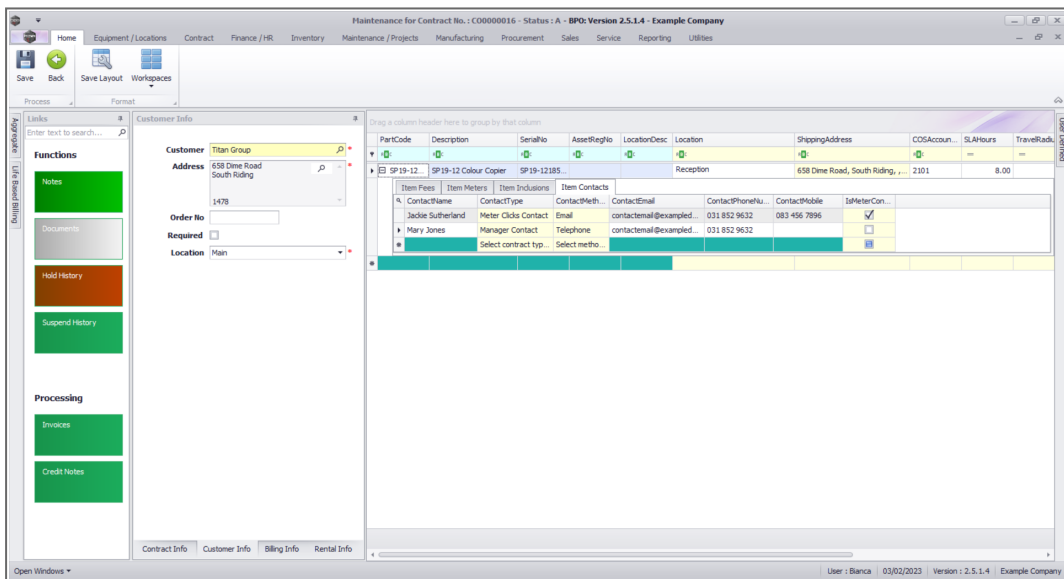 Maintenance for Contract No. : CO0000016 - Status : A - BPO: Version 2.5.1.4 - Example Company
Home Equipment / Locations Contract Finance / HR Inventory Maintenance / Projects Manufacturing Procurement Sales Service Reporting Utilities
Save Back Save Layout Workspaces
Process Format
Links
Enter text to search...
Functions
Notes
Documents
Hold History
Suspend History
Processing
Invoices
Credit Notes
Aggregate
Life Based Billing
Customer Info
Customer Titan Group *
Address 658 Dime Road *
South Riding
1478
Order No
Required
Location Main *
Contract Info Customer Info Billing Info Rental Info
Drag a column header here to group by that column
PartCode Description SerialNo AssetRegNo LocationDesc Location ShippingAddress COSAccoun... SLAHours TravelRadiu
SP19-12... SP19-12 Colour Copier SP19-12185... Reception 658 Dime Road, South Riding, ,... 2101 8.00
Item Fees Item Meters Item Inclusions Item Contacts
ContactName ContactType ContactMeth... ContactEmail ContactPhoneNu... ContactMobile IsMeterCon...
Jackie Sutherland Meter Clicks Contact Email contactemail@exampled... 031 852 9632 083 456 7896
Mary Jones Manager Contact Telephone contactemail@exampled... 031 852 9632
Select contract typ... Select metho...
User Defined
Open Windows User : Bianca 03/02/2023 Version : 2.5.1.4 Example Company